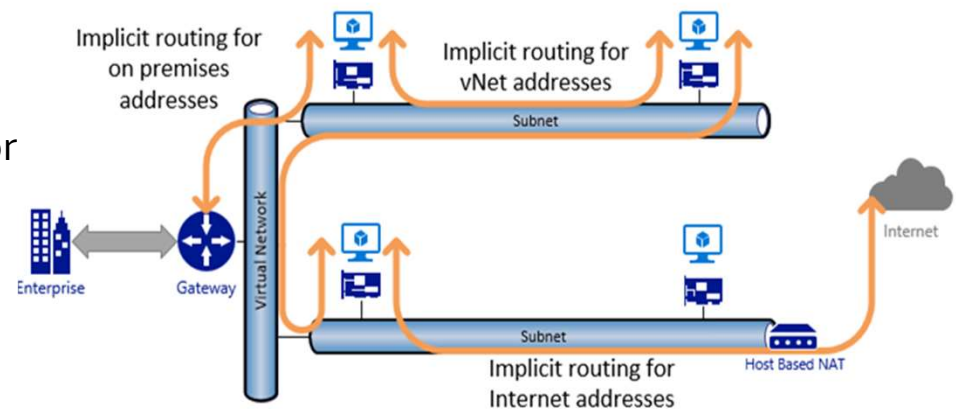 Implicit routing for
on premises
addresses
Implicit routing for
vNet addresses
Subnet
or
Virtual Network
Enterprise
Gateway
Internet
Subnet
Host Based NAT
Implicit routing for
Internet addresses